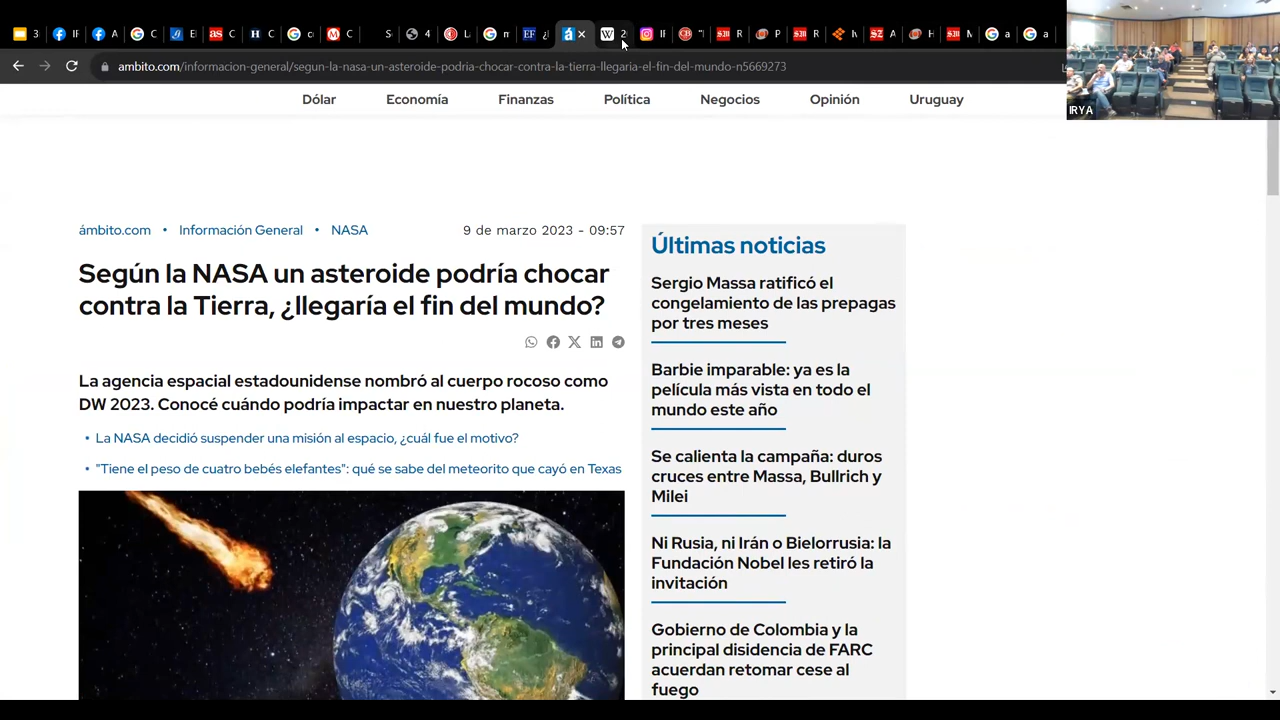 3
IF
A
C
E
C
H
C
c
C
S
4
L
m
¿
2
IF
"
R
P
R
M
A
H
M
a
a
ambito.com/informacion-general/segun-la-nasa-un-asteroide-podria-chocar-contra-la-tierra-llegaria-el-fin-del-mundo-n5669273
IRYA
Dólar Economía Finanzas Política Negocios Opinión Uruguay
ámbito.com • Información General • NASA 9 de marzo 2023 - 09:57
Según la NASA un asteroide podría chocar
contra la Tierra, ¿llegaría el fin del mundo?
La agencia espacial estadounidense nombró al cuerpo rocoso como
DW 2023. Conocé cuándo podría impactar en nuestro planeta.
• La NASA decidió suspender una misión al espacio, ¿cuál fue el motivo?
• "Tiene el peso de cuatro bebés elefantes": qué se sabe del meteorito que cayó en Texas
Últimas noticias
Sergio Massa ratificó el
congelamiento de las prepagas
por tres meses
Barbie imparable: ya es la
película más vista en todo el
mundo este año
Se calienta la campaña: duros
cruces entre Massa, Bullrich y
Milei
Ni Rusia, ni Irán o Bielorrusia: la
Fundación Nobel les retiró la
invitación
Gobierno de Colombia y la
principal disidencia de FARC
acuerdan retomar cese al
fuego